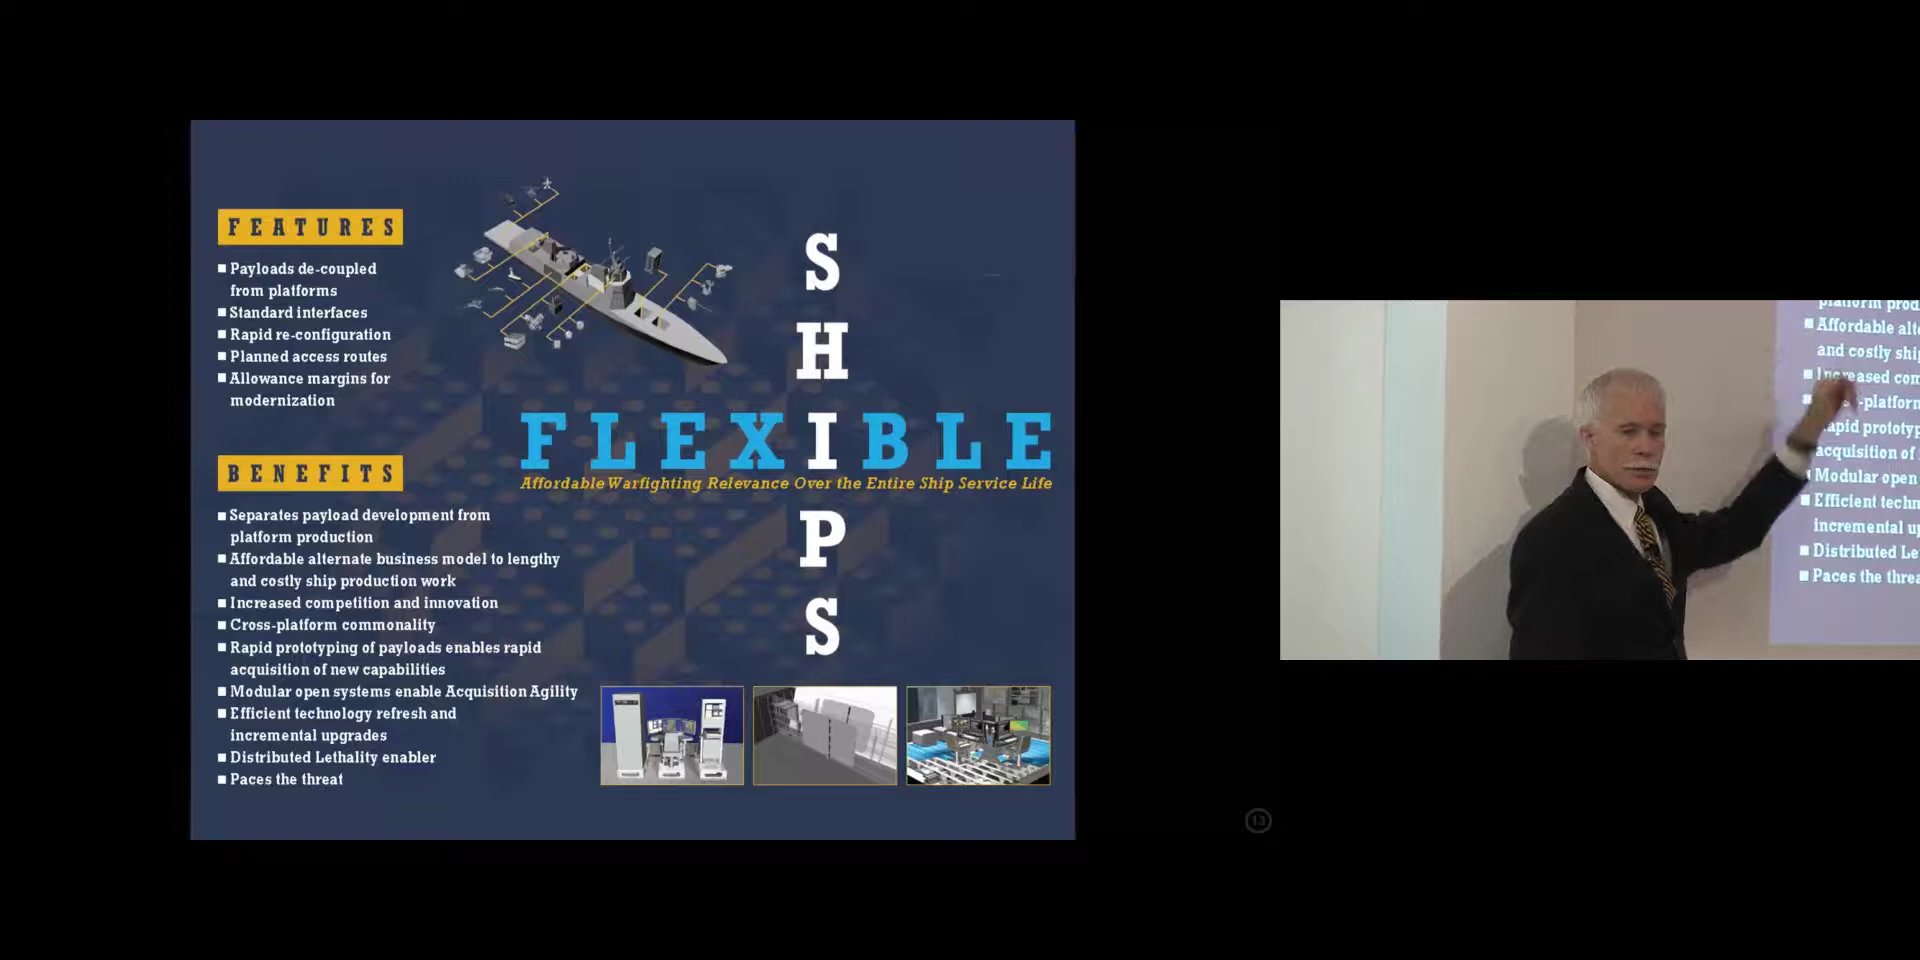 FEATURES
Payloads de-coupled
from platforms
Standard interfaces
Rapid re-configuration
Planned access routes
Allowance margins for
modernization
BENEFITS
Separates payload development from
platform production
Affordable alternate business model to lengthy
and costly ship production work
Increased competition and innovation
Cross-platform commonality
Rapid prototyping of payloads enables rapid
acquisition of new capabilities
Modular open systems enable Acquisition Agility
Efficient technology refresh and
incremental upgrades
Distributed Lethality enabler
Paces the threat
SHIPS
FLEXIBLE
Affordable Warfighting Relevance Over the Entire Ship Service Life
13
platform prod
Affordable alte
and costly ship
Increased com
-platform
apid prototyp
acquisition of
Modular open
Efficient techn
incremental up
Distributed Le
Paces the threa